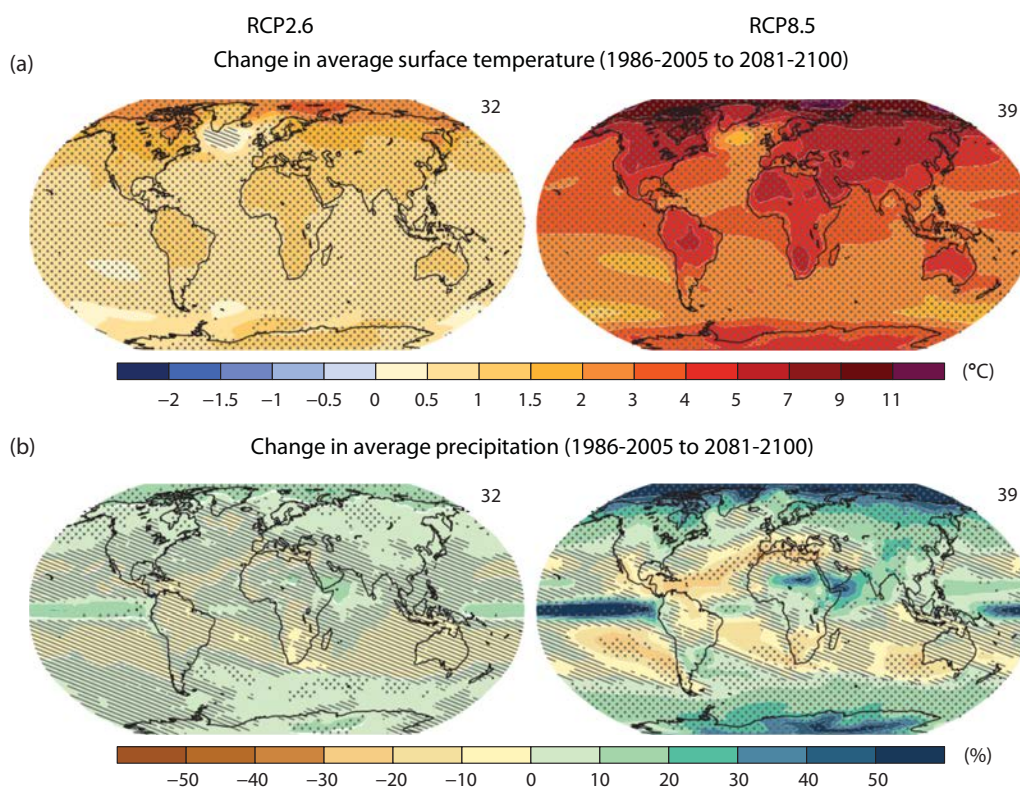 RCP2.6 RCP8.5
(a) Change in average surface temperature (1986-2005 to 2081-2100)
32 39
(°C)
−2 −1.5 −1 −0.5 0 0.5 1 1.5 2 3 4 5 7 9 11
(b) Change in average precipitation (1986-2005 to 2081-2100)
32 39
(%)
−50 −40 −30 −20 −10 0 10 20 30 40 50